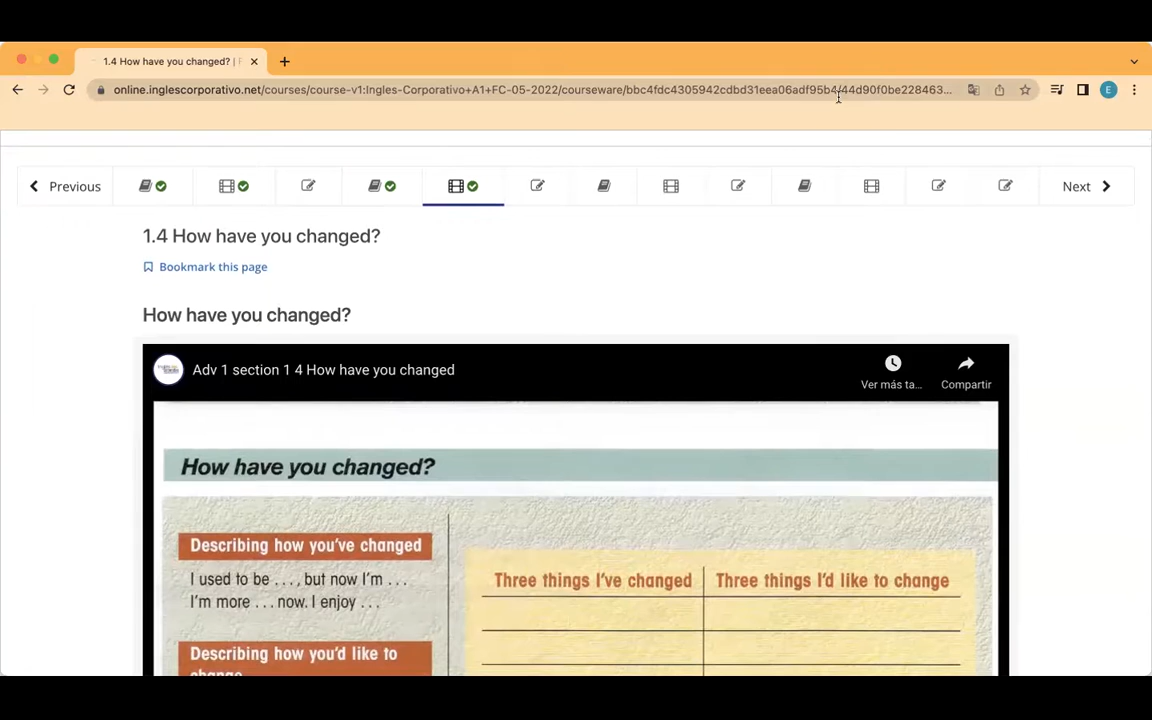 1.4 How have you changed? |
online.inglescorporativo.net/courses/course-v1:Ingles-Corporativo+A1+FC-05-2022/courseware/bbc4fdc4305942cdbd31eea06adf95b4/44d90f0be228463...
E
Previous
Next
1.4 How have you changed?
Bookmark this page
How have you changed?
Adv 1 section 1 4 How have you changed
Ver más ta...
Compartir
How have you changed?
Describing how you've changed
I used to be . . . , but now I'm . . .
I'm more . . . now. I enjoy . . .
Describing how you'd like to
change
Three things I've changed
Three things I'd like to change